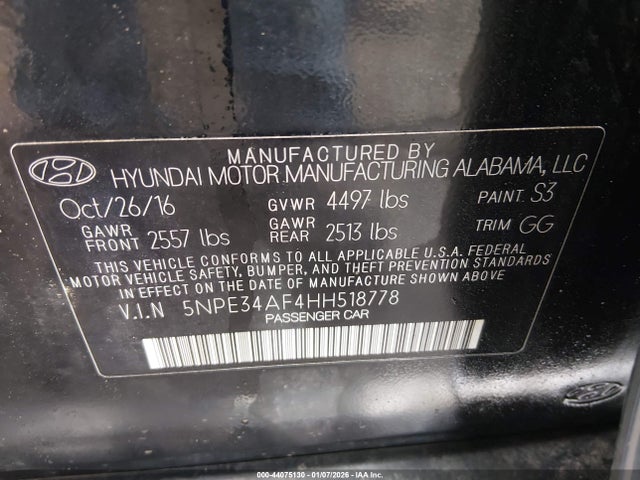 MANUFACTURED BY
HYUNDAI MOTOR MANUFACTURING ALABAMA, LLC
Oct/26/16 GVWR 4497 lbs PAINT S3
GAWR FRONT 2557 lbs GAWR REAR 2513 lbs TRIM GG
THIS VEHICLE CONFORMS TO ALL APPLICABLE U.S.A. FEDERAL
MOTOR VEHICLE SAFETY, BUMPER, AND THEFT PREVENTION STANDARDS
IN EFFECT ON THE DATE OF MANUFACTURE SHOWN ABOVE
V.I.N 5NPE34AF4HH518778
PASSENGER CAR
000-44075130 - 01/07/2026 - IAA Corp.